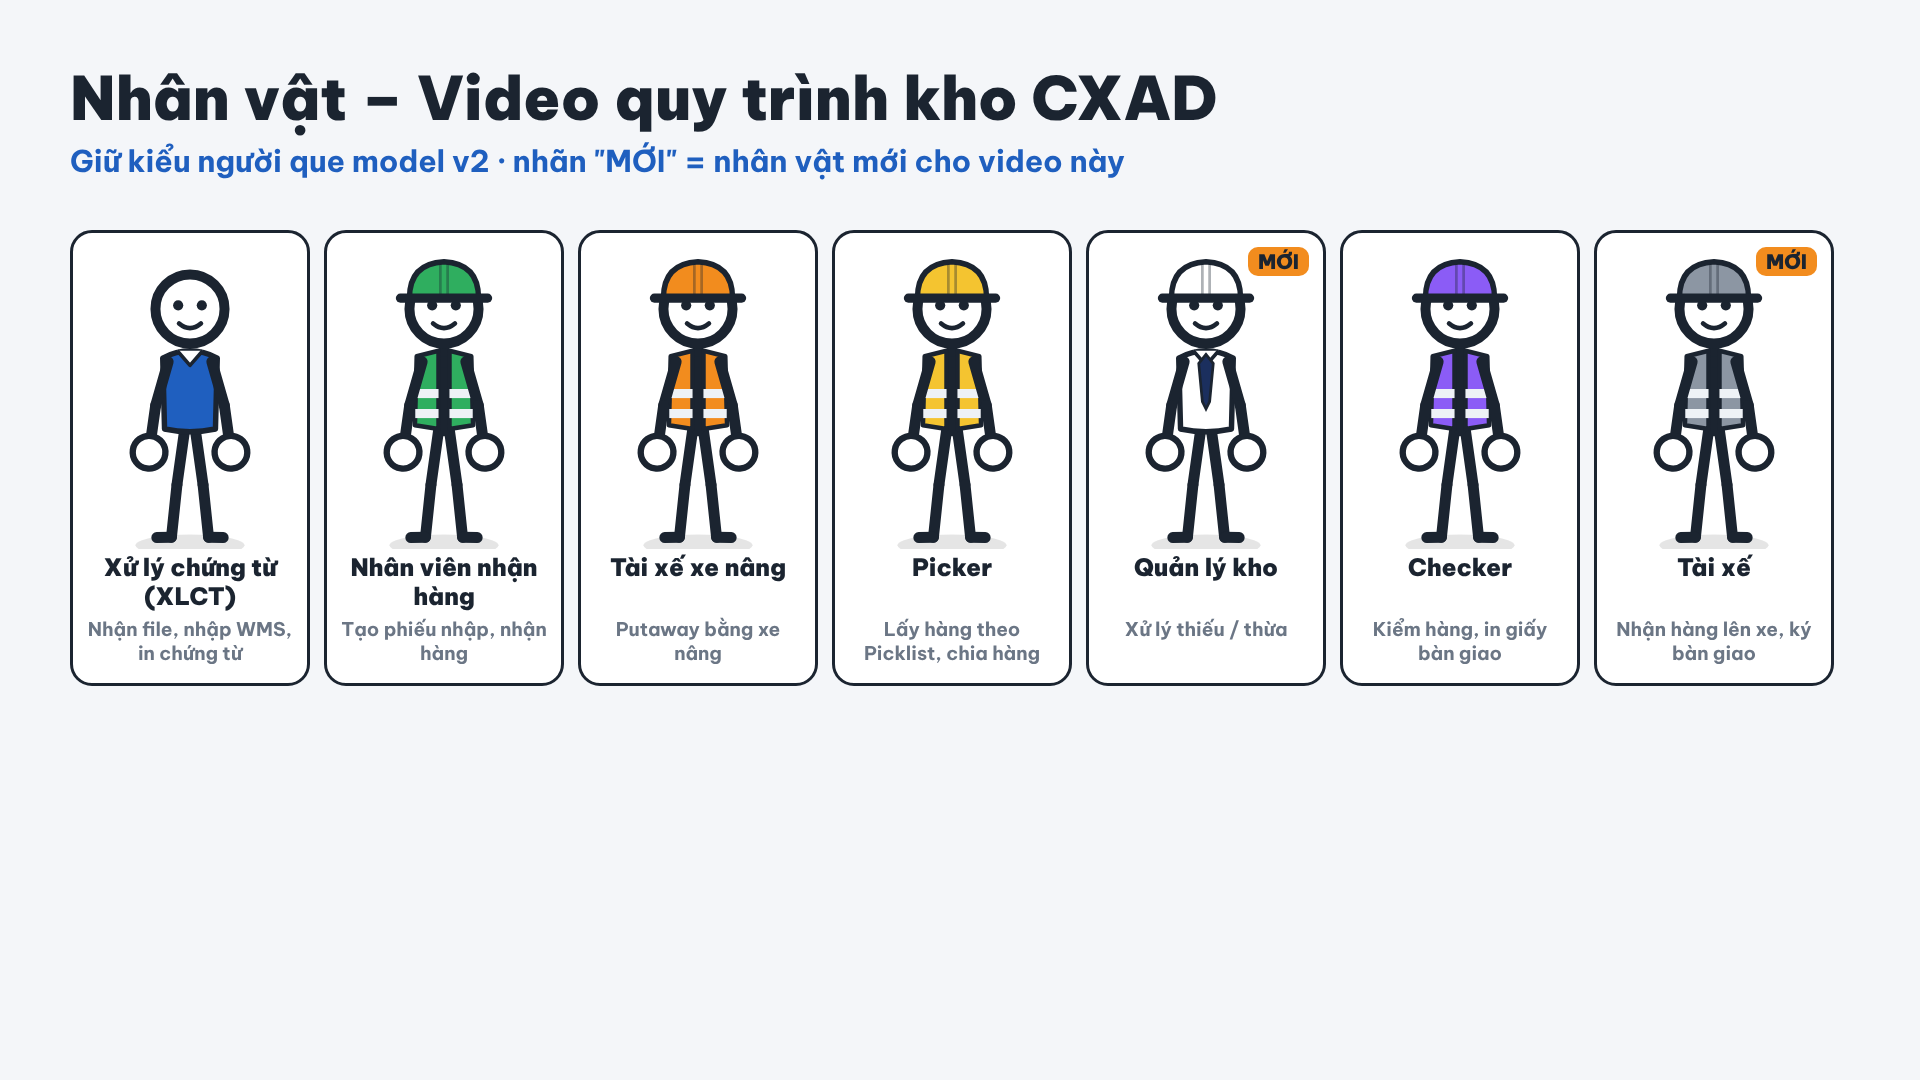 Nhân vật – Video quy trình kho CXAD
Giữ kiểu người que model v2 · nhãn "MỚI" = nhân vật mới cho video này
Xử lý chứng từ
(XLCT)
Nhận file, nhập WMS,
in chứng từ
Nhân viên nhận
hàng
Tạo phiếu nhập, nhận
hàng
Tài xế xe nâng
Putaway bằng xe
nâng
Picker
Lấy hàng theo
Picklist, chia hàng
MỚI
Quản lý kho
Xử lý thiếu / thừa
Checker
Kiểm hàng, in giấy
bàn giao
MỚI
Tài xế
Nhận hàng lên xe, ký
bàn giao